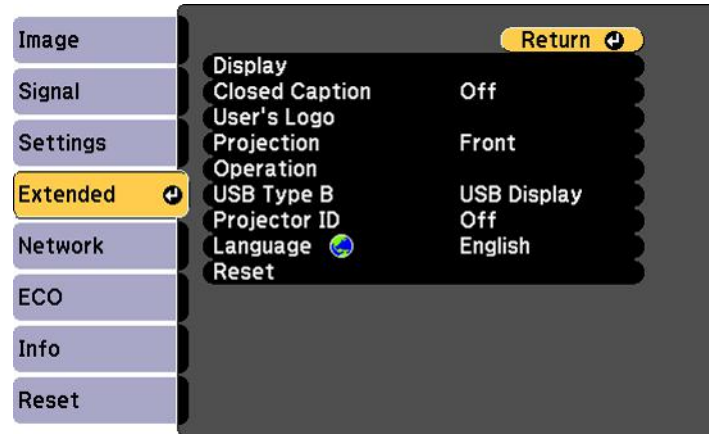 Image
Signal
Settings
Extended
Network
ECO
Info
Reset
Return
Display
Closed Caption Off
User's Logo
Projection Front
Operation
USB Type B USB Display
Projector ID Off
Language English
Reset